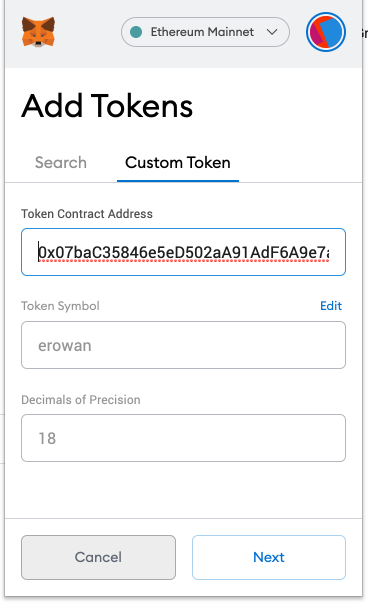 Ethereum Mainnet
Add Tokens
Search Custom Token
Token Contract Address
0x07baC35846e5eD502aA91AdF6A9e7a
Token Symbol Edit
erowan
Decimals of Precision
18
Cancel Next